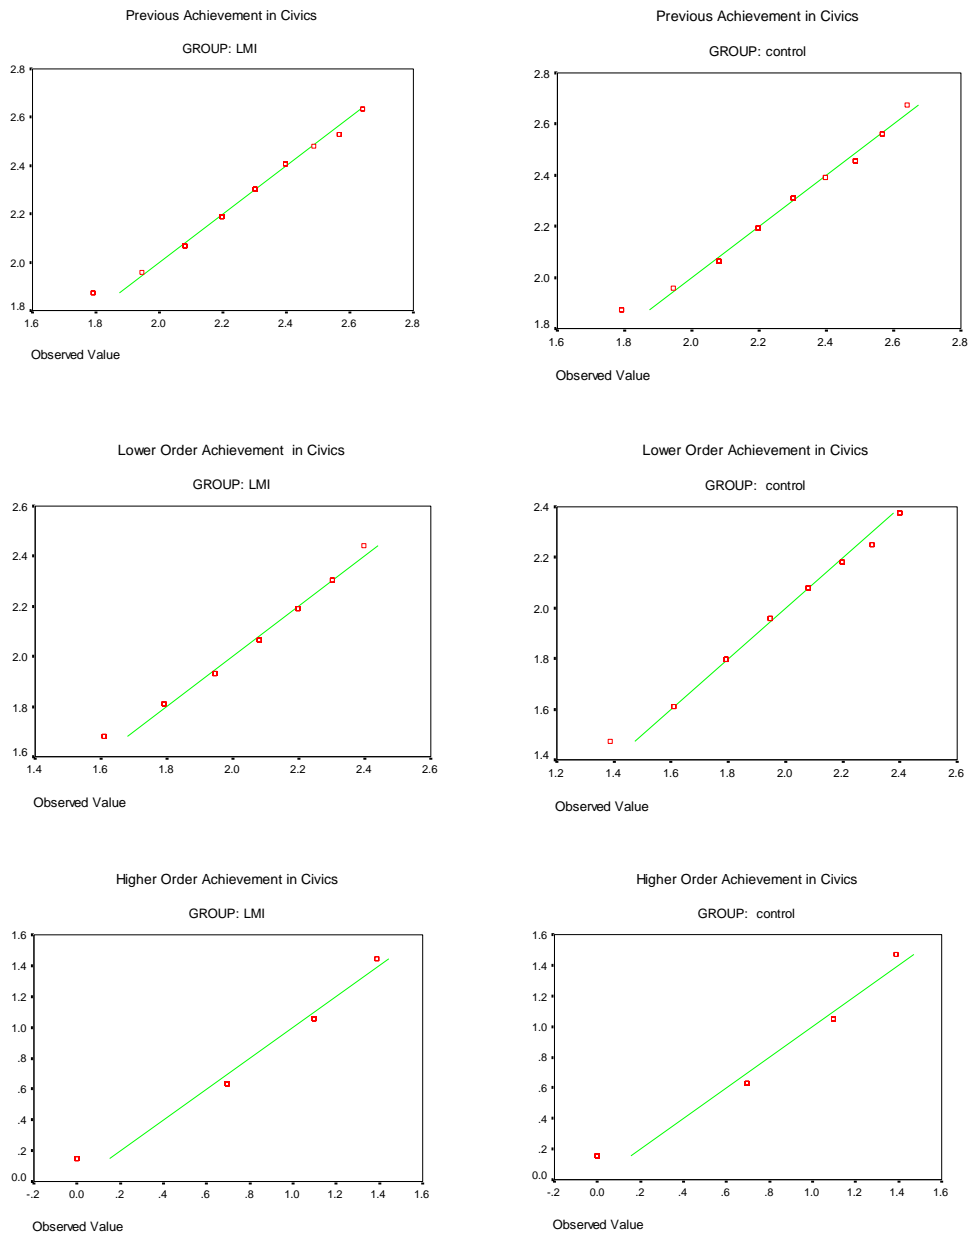 Previous Achievement in Civics
GROUP: LMI
2.8
2.6
2.4
2.2
2.0
1.8
1.6 1.8 2.0 2.2 2.4 2.6 2.8
Observed Value
Previous Achievement in Civics
GROUP: control
2.8
2.6
2.4
2.2
2.0
1.8
1.6 1.8 2.0 2.2 2.4 2.6 2.8
Observed Value
Lower Order Achievement in Civics
GROUP: LMI
2.6
2.4
2.2
2.0
1.8
1.6
1.4 1.6 1.8 2.0 2.2 2.4 2.6
Observed Value
Lower Order Achievement in Civics
GROUP: control
2.4
2.2
2.0
1.8
1.6
1.4
1.2 1.4 1.6 1.8 2.0 2.2 2.4 2.6
Observed Value
Higher Order Achievement in Civics
GROUP: LMI
1.6
1.4
1.2
1.0
.8
.6
.4
.2
0.0
-.2 0.0 .2 .4 .6 .8 1.0 1.2 1.4 1.6
Observed Value
Higher Order Achievement in Civics
GROUP: control
1.6
1.4
1.2
1.0
.8
.6
.4
.2
0.0
-.2 0.0 .2 .4 .6 .8 1.0 1.2 1.4 1.6
Observed Value